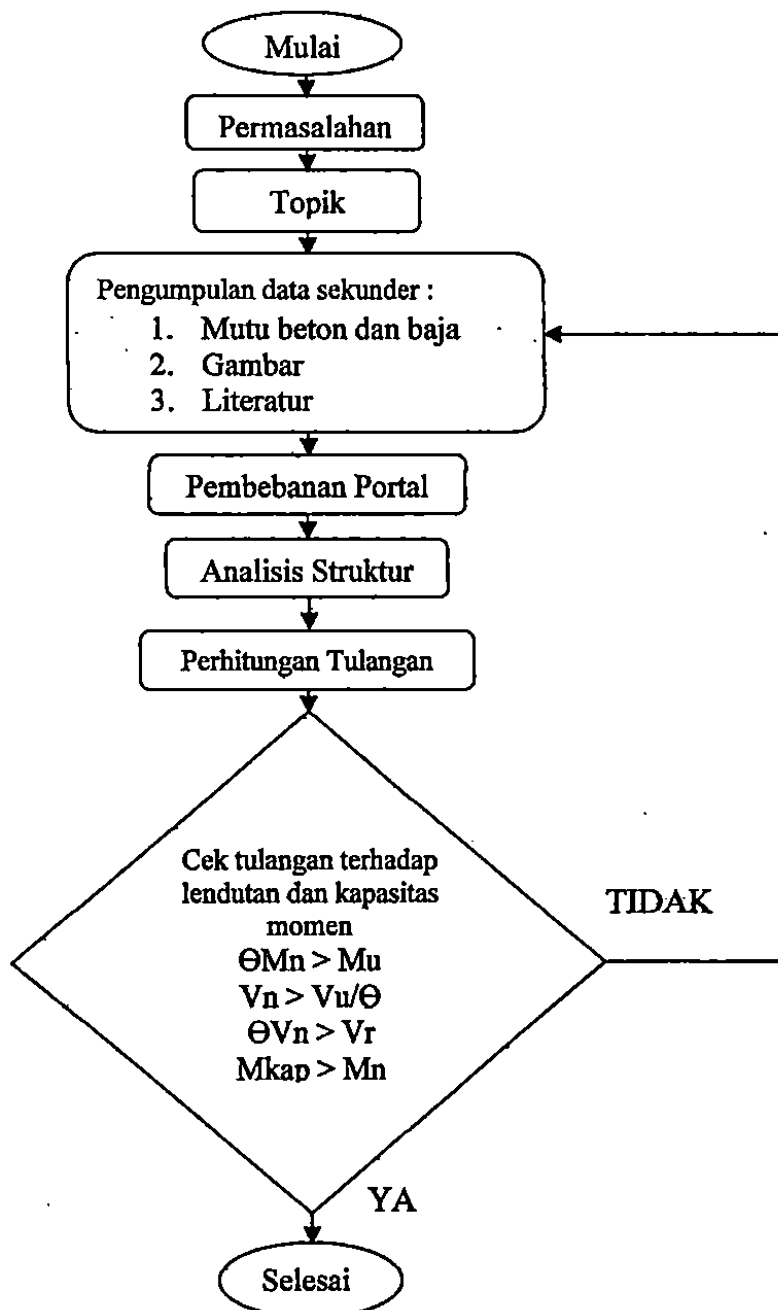 Mulai
Permasalahan
Topik
Pengumpulan data sekunder :
1. Mutu beton dan baja
2. Gambar
3. Literatur
Pembebanan Portal
Analisis Struktur
Perhitungan Tulangan
Cek tulangan terhadap
lendutan dan kapasitas
momen
ϴMn > Mu
Vn > Vu/ϴ
ϴVn > Vr
Mkap > Mn
TIDAK
YA
Selesai